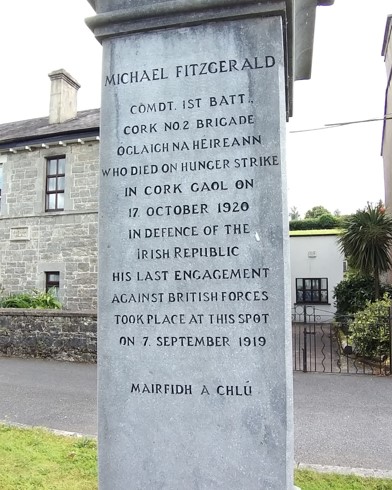 MICHAEL FITZGERALD
COMDT. 1ST BATT.,
CORK NO.2 BRIGADE
OGLAIGH NA HÉIREANN
WHO DIED ON HUNGER STRIKE
IN CORK GAOL ON
17. OCTOBER 1920
IN DEFENCE OF THE
IRISH REPUBLIC
HIS LAST ENGAGEMENT
AGAINST BRITISH FORCES
TOOK PLACE AT THIS SPOT
ON 7. SEPTEMBER 1919
MAIRFIDH A CHLÚ